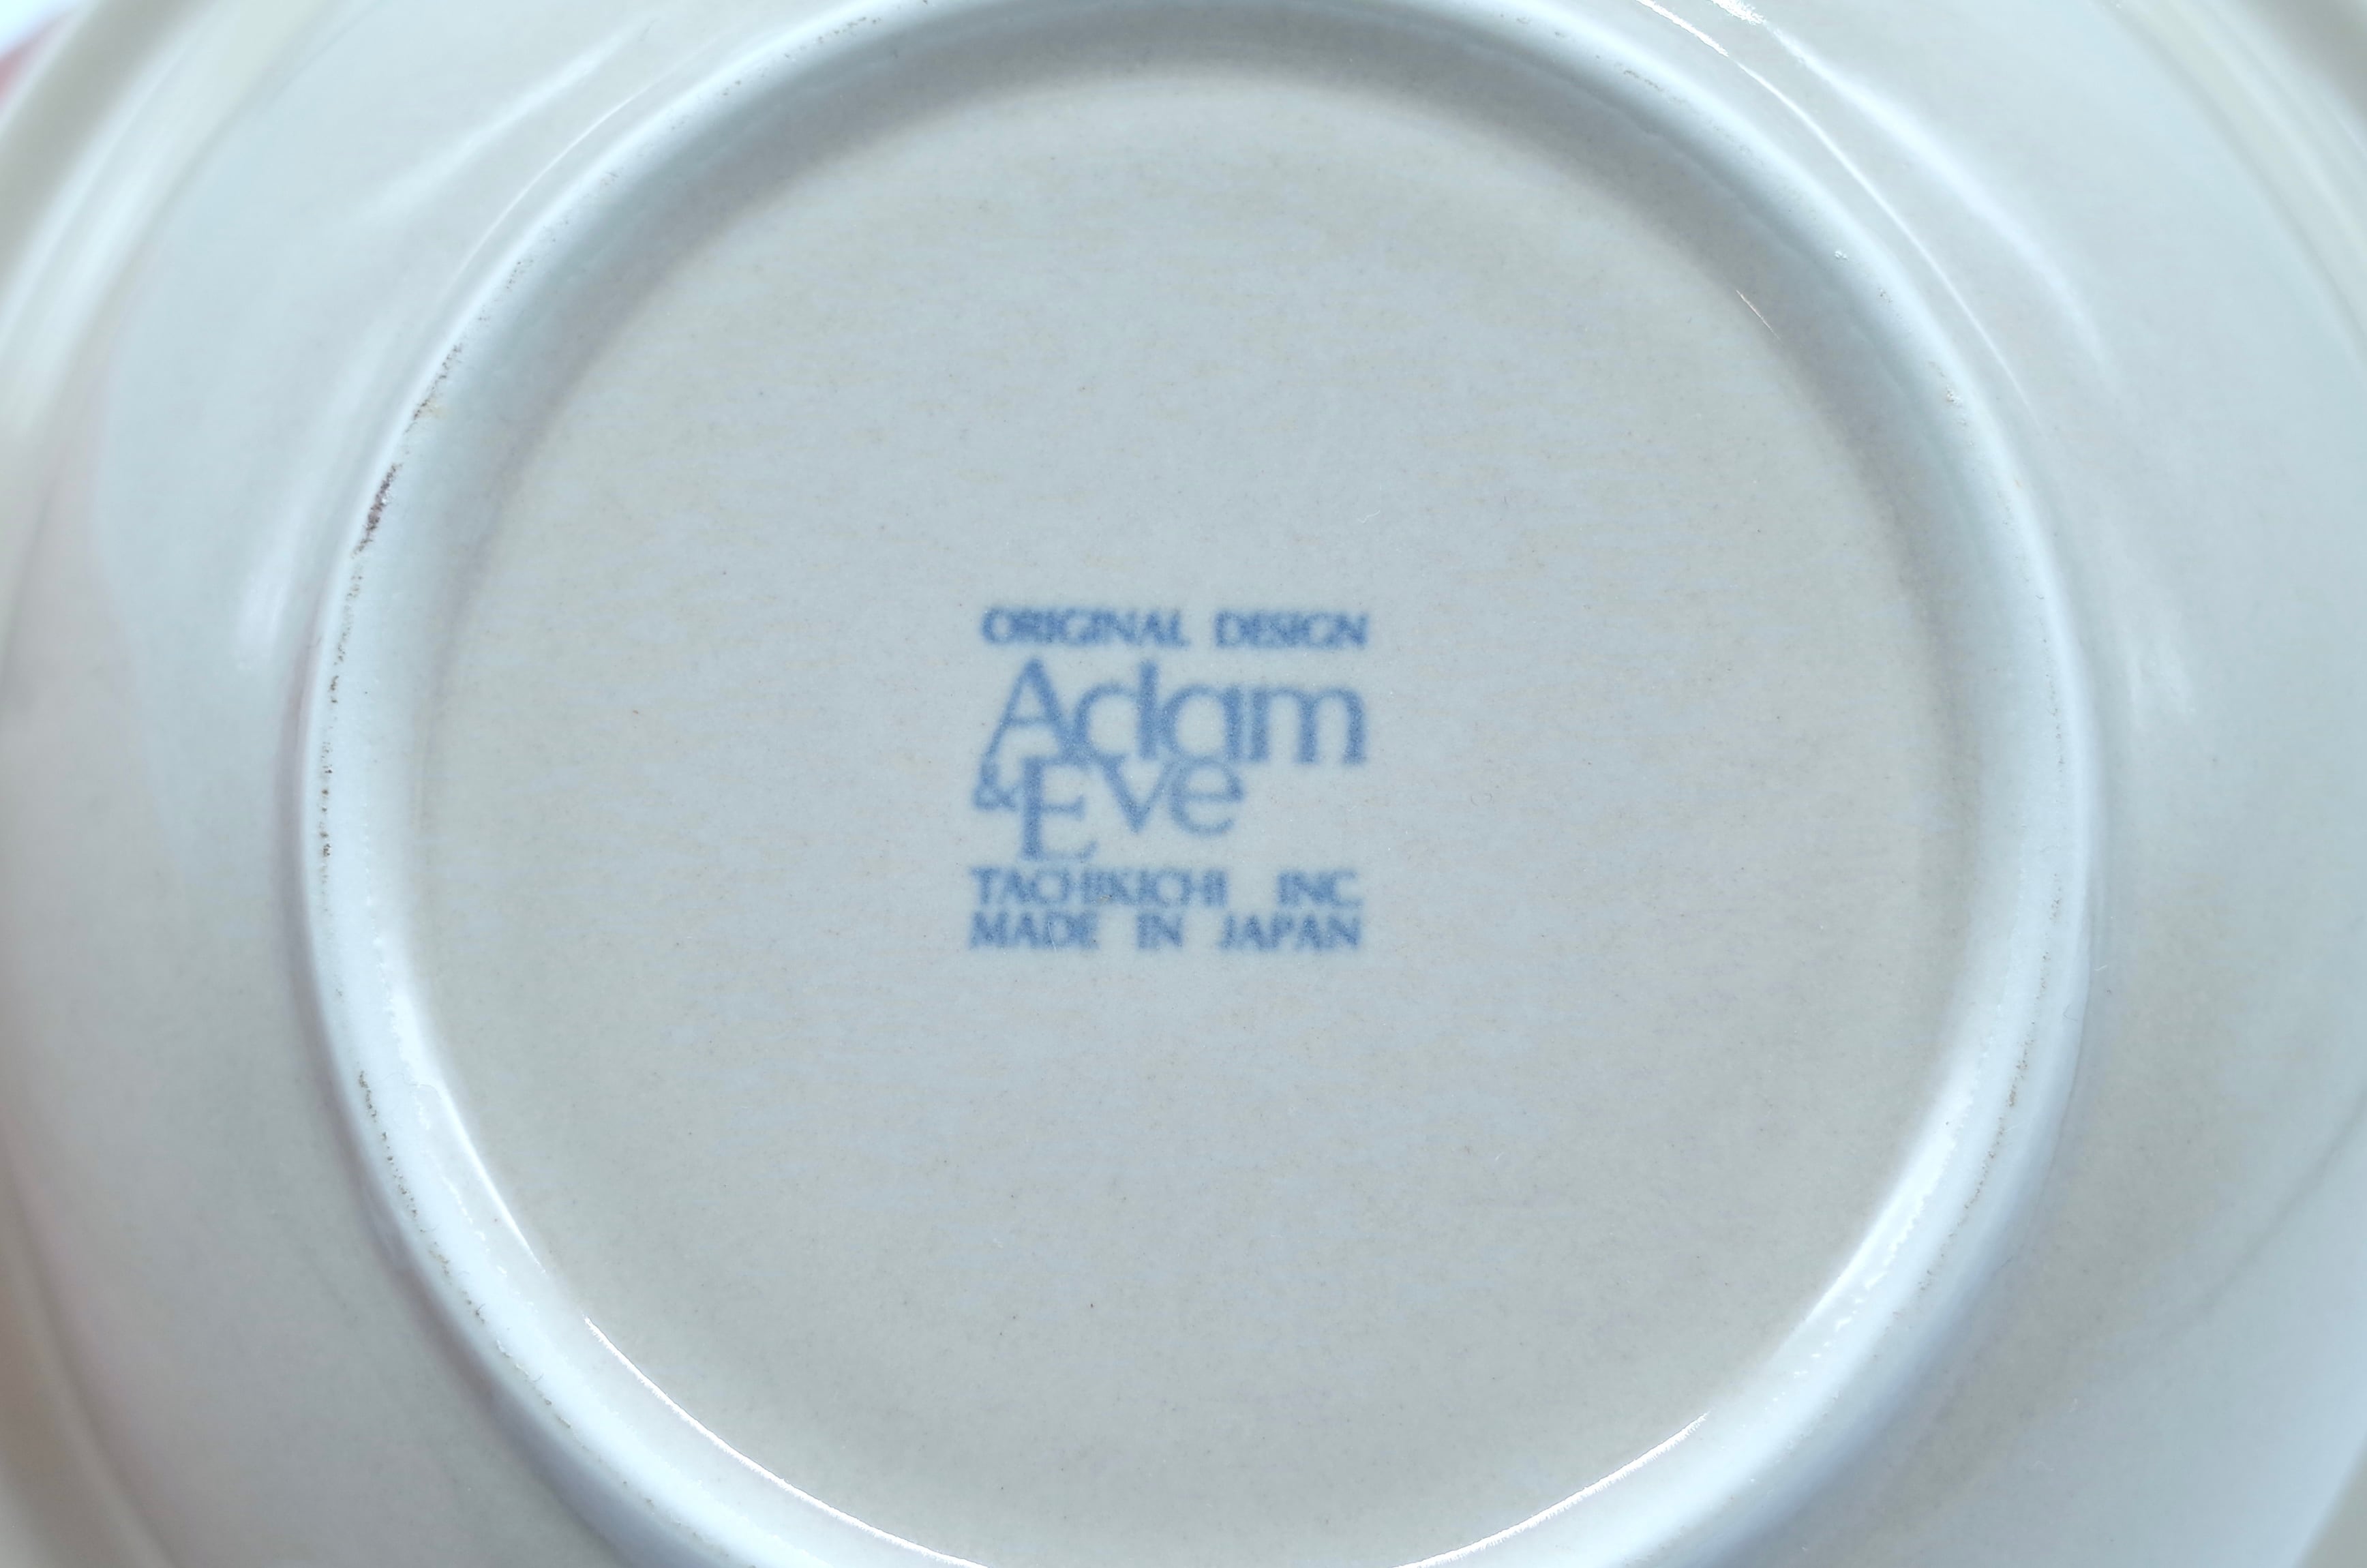 ORIGINAL DESIGN
Adam
& Eve
TACHIKICHI INC.
MADE IN JAPAN